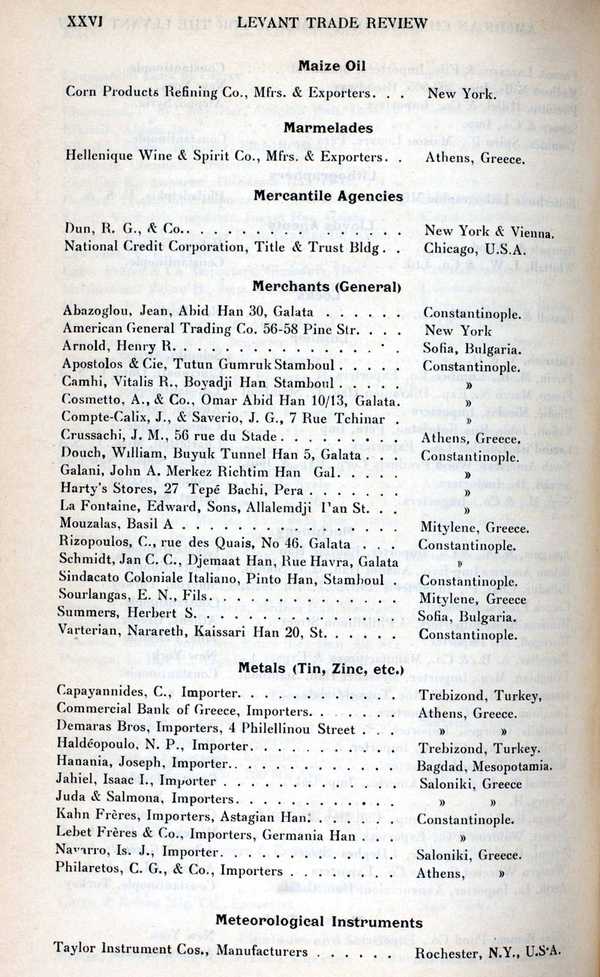 XXVI LEVANT TRADE REVIEW
Maize Oil
Corn Products Refining Co., Mfrs. & Exporters. . . New York.
Marmelades
Hellenique Wine & Spirit Co., Mfrs. & Exporters. . Athens, Greece.
Mercantile Agencies
Dun, R. G., & Co.. . . . . . . . . . . . . . New York & Vienna.
National Credit Corporation, Title & Trust Bldg . . Chicago, U.S.A.
Merchants (General)
Abazoglou, Jean, Abid Han 30, Galata . . . . . . Constantinople.
American General Trading Co. 56-58 Pine Str. . . . New York
Arnold, Henry R. . . . . . . . . . . . . . . . Sofia, Bulgaria.
Apostolos & Cie, Tutun Gumruk Stamboul . . . . . Constantinople.
Camhi, Vitalis R., Boyadji Han Stamboul . . . . . »
Cosmetto, A., & Co., Omar Abid Han 10/13, Galata. »
Compte-Calix, J., & Saverio, J. G., 7 Rue Tchinar . »
Crussachi, J. M., 56 rue du Stade . . . . . . . . . Athens, Greece.
Douch, William, Buyuk Tunnel Han 5, Galata . . . Constantinople.
Galani, John A. Merkez Richtim Han Gal. . . . . »
Harty's Stores, 27 Tepé Bachi, Pera . . . . . . . »
La Fontaine, Edward, Sons, Allalemdji Han St. . . »
Mouzalas, Basil A . . . . . . . . . . . . . . . Mitylene, Greece.
Rizopoulos, C., rue des Quais, No 46. Galata . . . Constantinople.
Schmidt, Jan C. C., Djemaat Han, Rue Havra, Galata »
Sindacato Coloniale Italiano, Pinto Han, Stamboul . Constantinople.
Sourlangas, E. N., Fils. . . . . . . . . . . . . Mitylene, Greece
Summers, Herbert S. . . . . . . . . . . . . . . Sofia, Bulgaria.
Varterian, Narareth, Kaissari Han 20, St. . . . . . Constantinople.
Metals (Tin, Zinc, etc.)
Capayannides, C., Importer. . . . . . . . . . . Trebizond, Turkey,
Commercial Bank of Greece, Importers. . . . . . . Athens, Greece.
Demaras Bros, Importers, 4 Philellinou Street . . . » »
Haldéopoulo, N. P., Importer. . . . . . . . . . . Trebizond, Turkey.
Hanania, Joseph, Importer. . . . . . . . . . . . Bagdad, Mesopotamia.
Jahiel, Isaac I., Importer . . . . . . . . . . . . Saloniki, Greece
Juda & Salmona, Importers. . . . . . . . . . . . » »
Kahn Frères, Importers, Astagian Han. . . . . . . Constantinople.
Lebet Frères & Co., Importers, Germania Han . . . »
Navarro, Is. J., Importer. . . . . . . . . . . . . Saloniki, Greece.
Philaretos, C. G., & Co., Importers . . . . . . . Athens, »
Meteorological Instruments
Taylor Instrument Cos., Manufacturers . . . . . Rochester, N.Y., U.S.A.